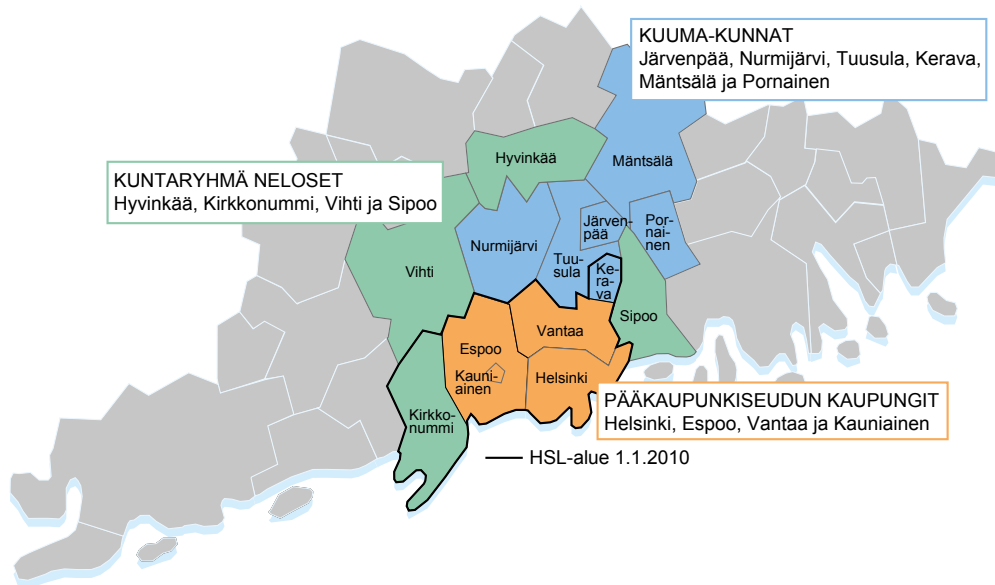 KUUMA-KUNNAT
Järvenpää, Nurmijärvi, Tuusula, Kerava,
Mäntsälä ja Pornainen
KUNTARYHMÄ NELOSET
Hyvinkää, Kirkkonummi, Vihti ja Sipoo
Hyvinkää
Mäntsälä
Järven-
pää
Por-
nai-
nen
Nurmijärvi
Tuu-
sula
Ke-
ra-
va
Vihti
Sipoo
Vantaa
Espoo
Kauni-
ainen
Helsinki
Kirkko-
nummi
PÄÄKAUPUNKISEUDUN KAUPUNGIT
Helsinki, Espoo, Vantaa ja Kauniainen
HSL-alue 1.1.2010